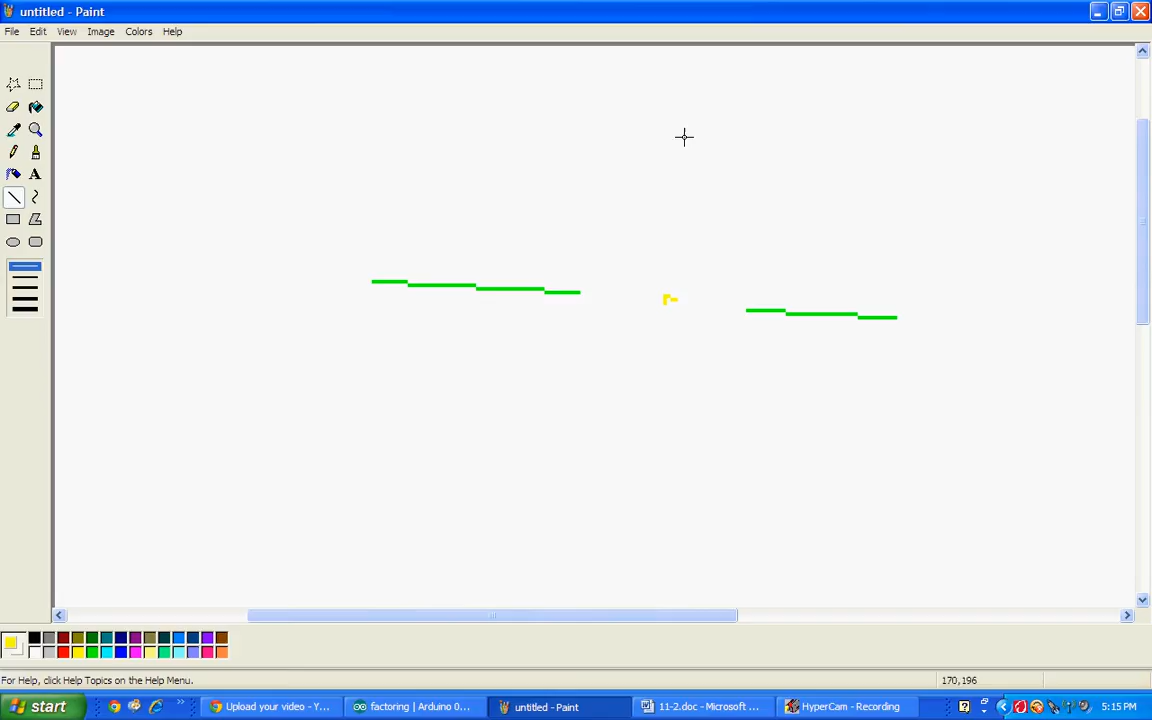 untitled - Paint
File Edit View Image Colors Help
A
For Help, click Help Topics on the Help Menu.
170,196
start
Upload your video - Y...
factoring | Arduino 0...
untitled - Paint
11-2.doc - Microsoft ...
HyperCam - Recording
5:15 PM